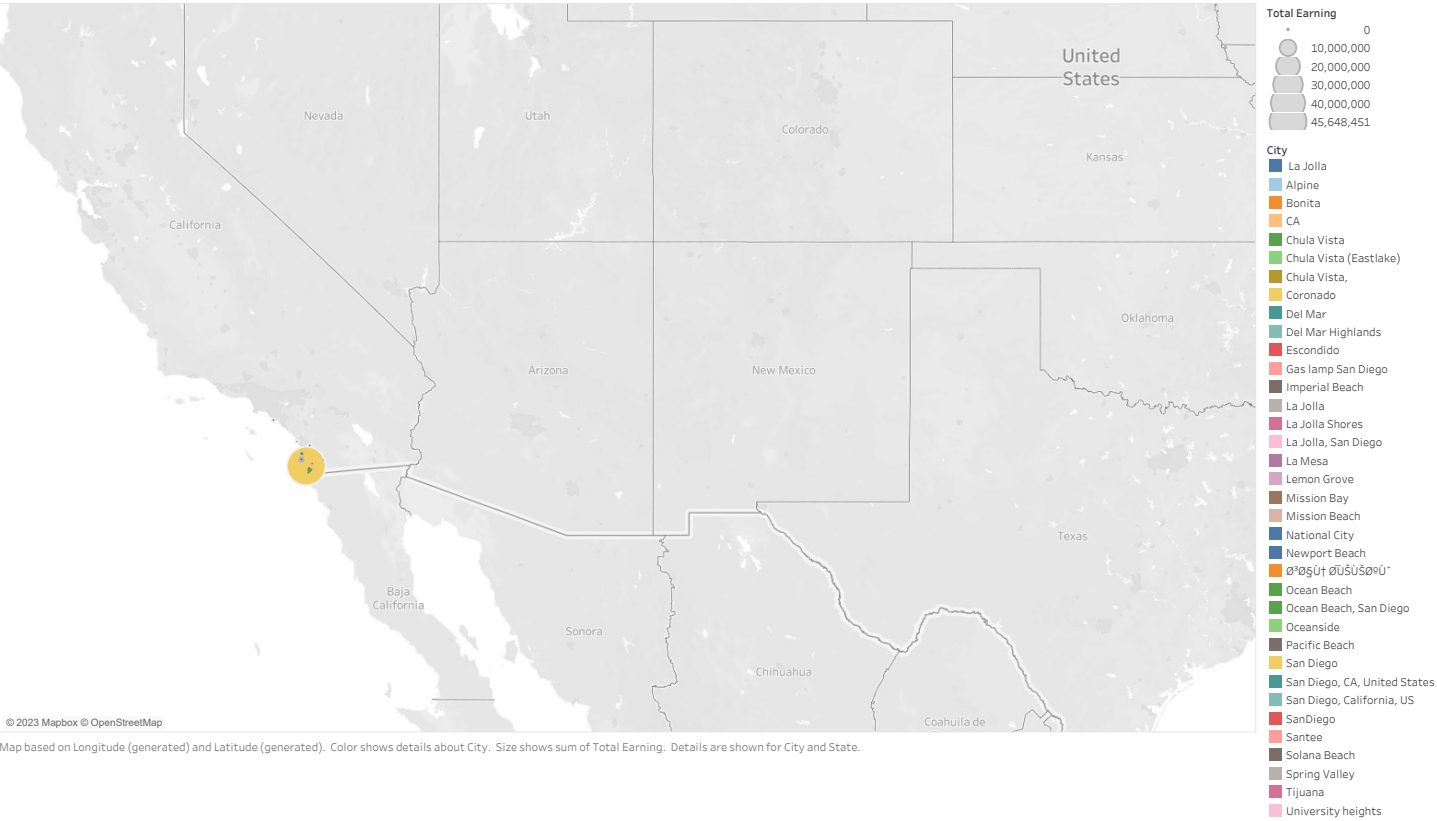 United
States
Nevada
Utah
Colorado
Kansas
California
Oklahoma
Arizona
New Mexico
Texas
Baja
California
Sonora
Chihuahua
Coahuila de
© 2023 Mapbox © OpenStreetMap
Map based on Longitude (generated) and Latitude (generated). Color shows details about City. Size shows sum of Total Earning. Details are shown for City and State.
Total Earning
0
10,000,000
20,000,000
30,000,000
40,000,000
45,648,451
City
La Jolla
Alpine
Bonita
CA
Chula Vista
Chula Vista (Eastlake)
Chula Vista,
Coronado
Del Mar
Del Mar Highlands
Escondido
Gas lamp San Diego
Imperial Beach
La Jolla
La Jolla Shores
La Jolla, San Diego
La Mesa
Lemon Grove
Mission Bay
Mission Beach
National City
Newport Beach
Ocean Beach
Ocean Beach, San Diego
Oceanside
Pacific Beach
San Diego
San Diego, CA, United States
San Diego, California, US
SanDiego
Santee
Solana Beach
Spring Valley
Tijuana
University heights